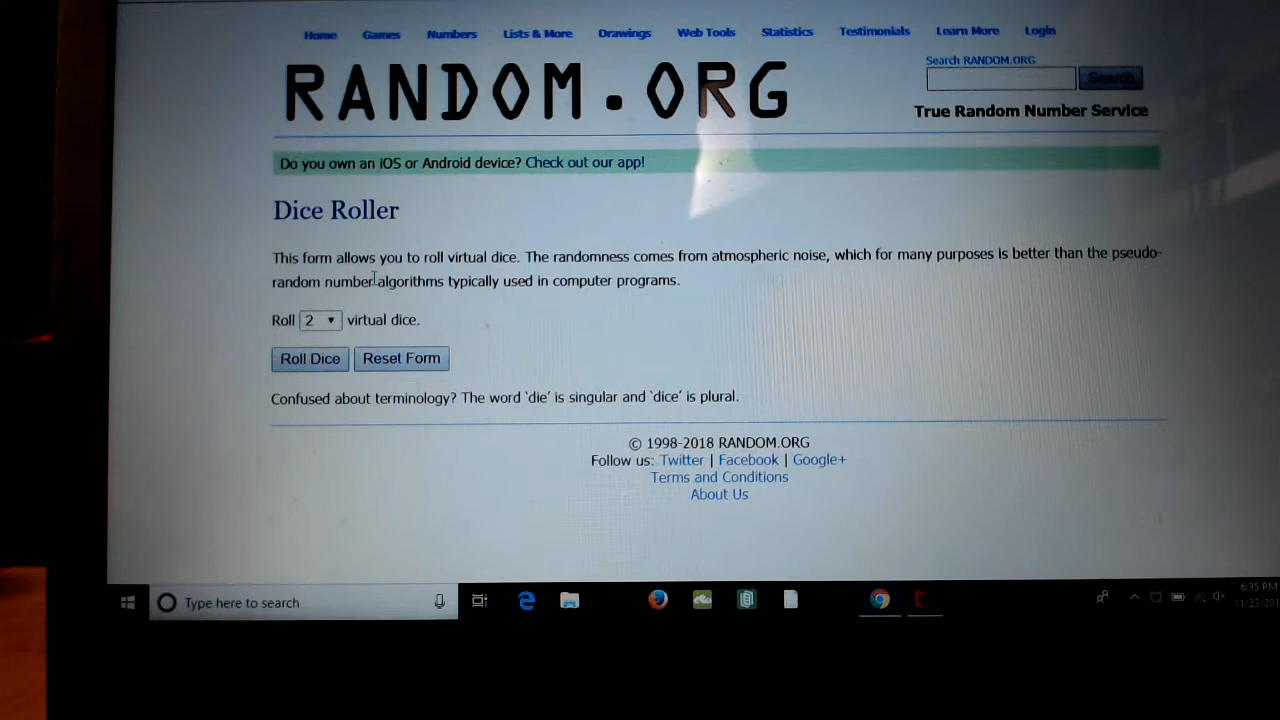 Home Games Numbers Lists & More Drawings Web Tools Statistics Testimonials Learn More Login
Search RANDOM.ORG
RANDOM.ORG
Search
True Random Number Service
Do you own an iOS or Android device? Check out our app!
Dice Roller
This form allows you to roll virtual dice. The randomness comes from atmospheric noise, which for many purposes is better than the pseudo-
random number algorithms typically used in computer programs.
Roll 2 virtual dice.
Roll Dice Reset Form
Confused about terminology? The word `die' is singular and `dice' is plural.
© 1998-2018 RANDOM.ORG
Follow us: Twitter | Facebook | Google+
Terms and Conditions
About Us
Type here to search
6:35 PM